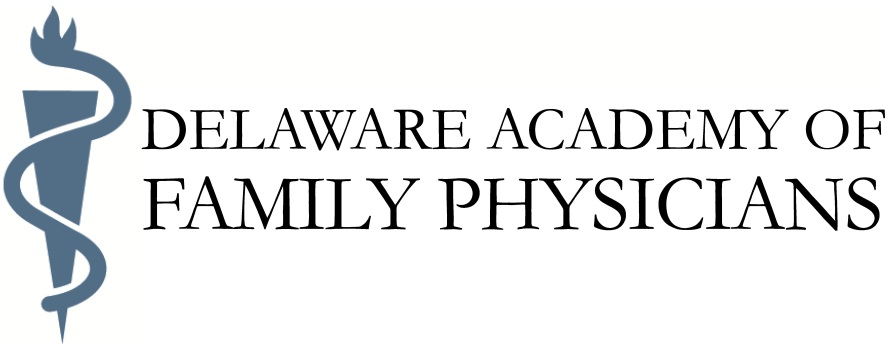 DELAWARE ACADEMY OF
FAMILY PHYSICIANS